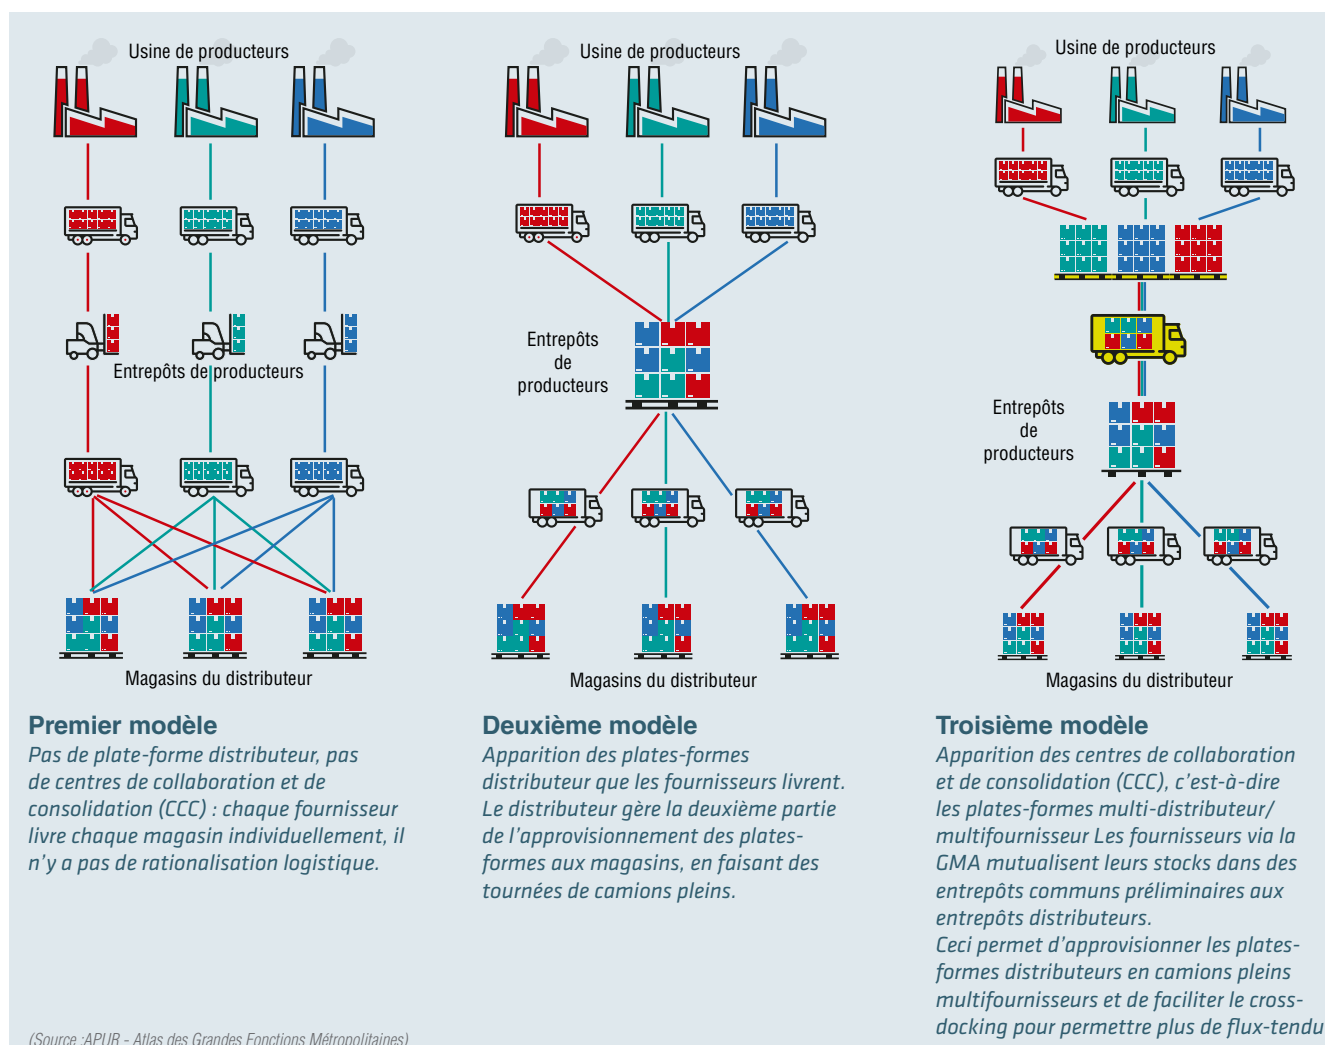 Usine de producteurs
Entrepôts de producteurs
Magasins du distributeur
Premier modèle
Pas de plate-forme distributeur, pas
de centres de collaboration et de
consolidation (CCC) : chaque fournisseur
livre chaque magasin individuellement, il
n'y a pas de rationalisation logistique.
(Source :APUR - Atlas des Grandes Fonctions Métropolitaines)
Usine de producteurs
Entrepôts
de
producteurs
Magasins du distributeur
Deuxième modèle
Apparition des plates-formes
distributeur que les fournisseurs livrent.
Le distributeur gère la deuxième partie
de l'approvisionnement des plates-
formes aux magasins, en faisant des
tournées de camions pleins.
Usine de producteurs
Entrepôts
de
producteurs
Magasins du distributeur
Troisième modèle
Apparition des centres de collaboration
et de consolidation (CCC), c'est-à-dire
les plates-formes multi-distributeur/
multifournisseur Les fournisseurs via la
GMA mutualisent leurs stocks dans des
entrepôts communs préliminaires aux
entrepôts distributeurs.
Ceci permet d'approvisionner les plates-
formes distributeurs en camions pleins
multifournisseurs et de faciliter le cross-
docking pour permettre plus de flux-tendu